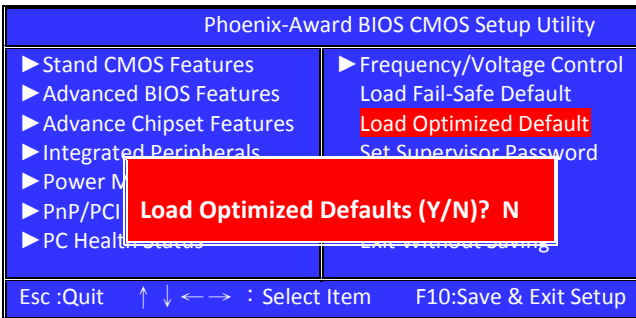 Phoenix-Award BIOS CMOS Setup Utility
►Stand CMOS Features
►Advanced BIOS Features
►Advance Chipset Features
►Integrated Peripherals
►Power M
►PnP/PCI
►PC Health Status
►Frequency/Voltage Control
Load Fail-Safe Default
Load Optimized Default
Set Supervisor Password
Exit Without Saving
Load Optimized Defaults (Y/N)? N
Esc :Quit ↑↓←→：Select Item F10:Save & Exit Setup